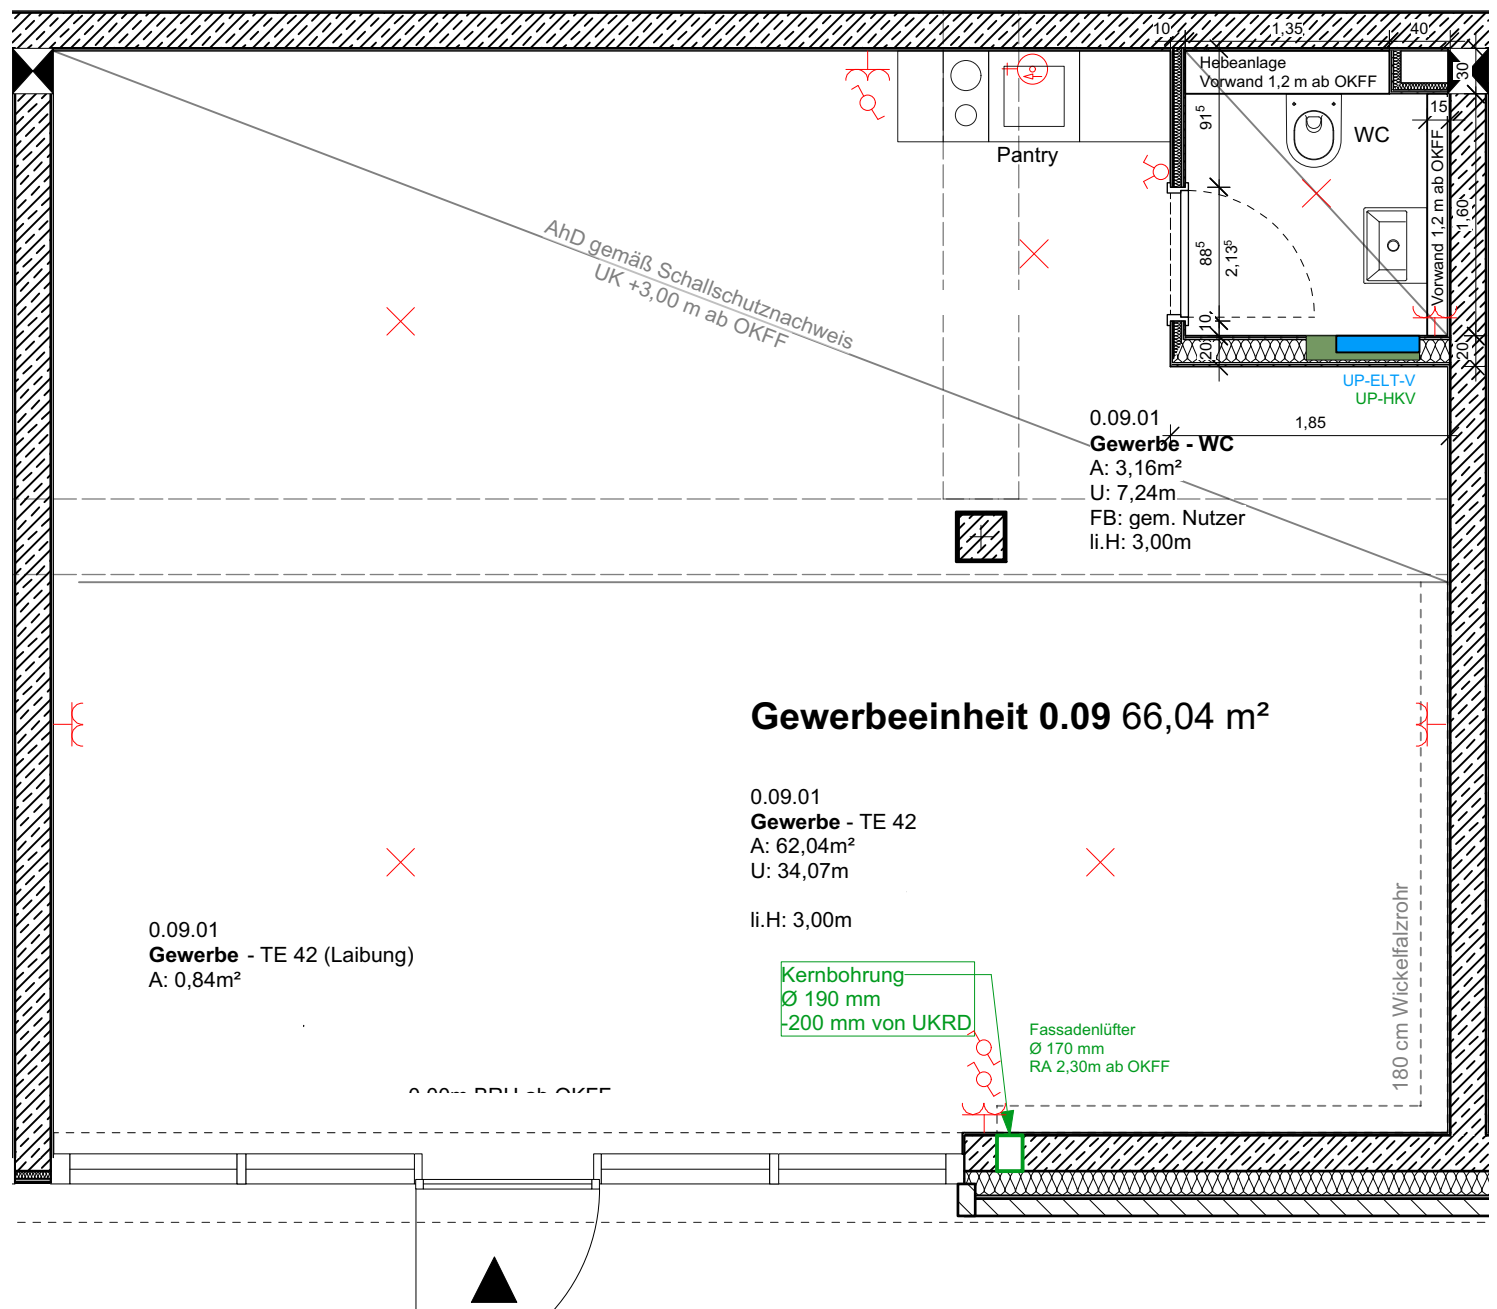 10
1,35
40
Hebeanlage
Vorwand 1,2 m ab OKFF
30
15
91⁵
WC
Pantry
Vorwand 1,2 m ab OKFF
1,60
88⁵
2,13⁵
AhD gemäß Schallschutznachweis
UK +3,00 m ab OKFF
10
20
20
UP-ELT-V
UP-HKV
1,85
0.09.01
Gewerbe - WC
A: 3,16m²
U: 7,24m
FB: gem. Nutzer
li.H: 3,00m
Gewerbeeinheit 0.09 66,04 m²
0.09.01
Gewerbe - TE 42
A: 62,04m²
U: 34,07m
li.H: 3,00m
0.09.01
Gewerbe - TE 42 (Laibung)
A: 0,84m²
Kernbohrung
Ø 190 mm
-200 mm von UKRD
Fassadenlüfter
Ø 170 mm
RA 2,30m ab OKFF
180 cm Wickelfalzrohr